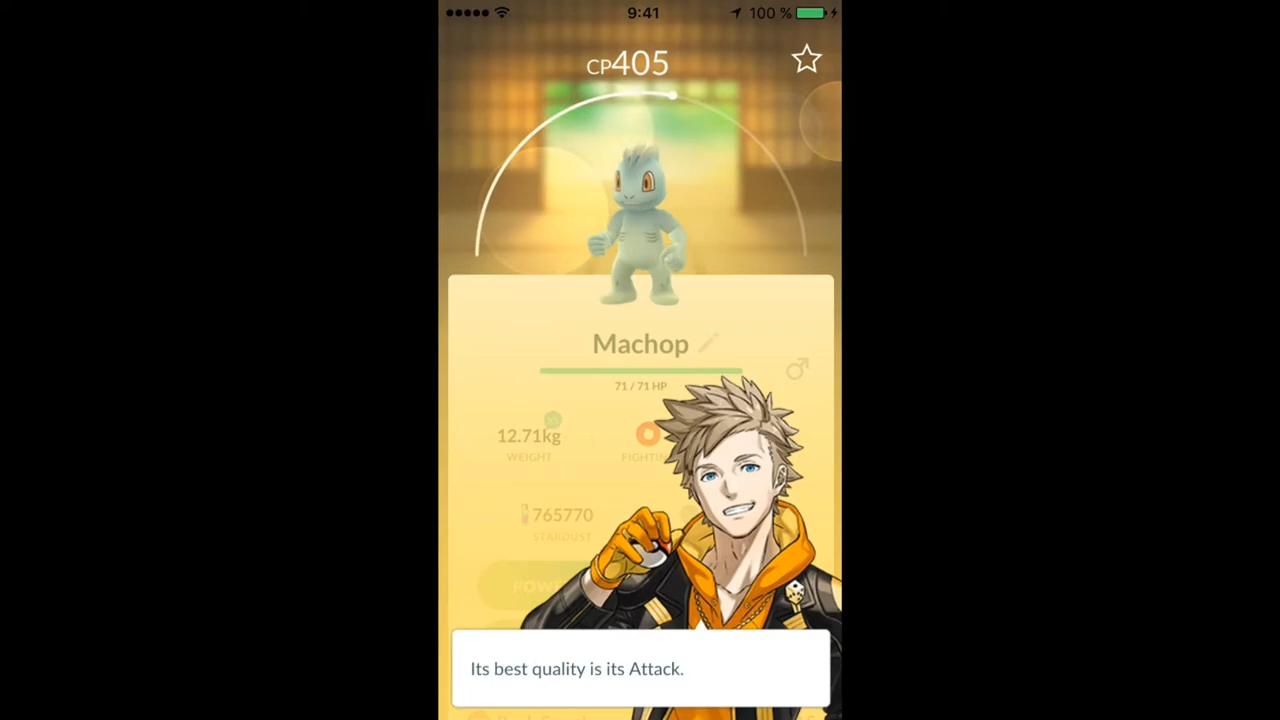 9:41
100 %
CP405
Machop
71 / 71 HP
XS
12.71kg
WEIGHT
765770
STARDUST
Its best quality is its Attack.